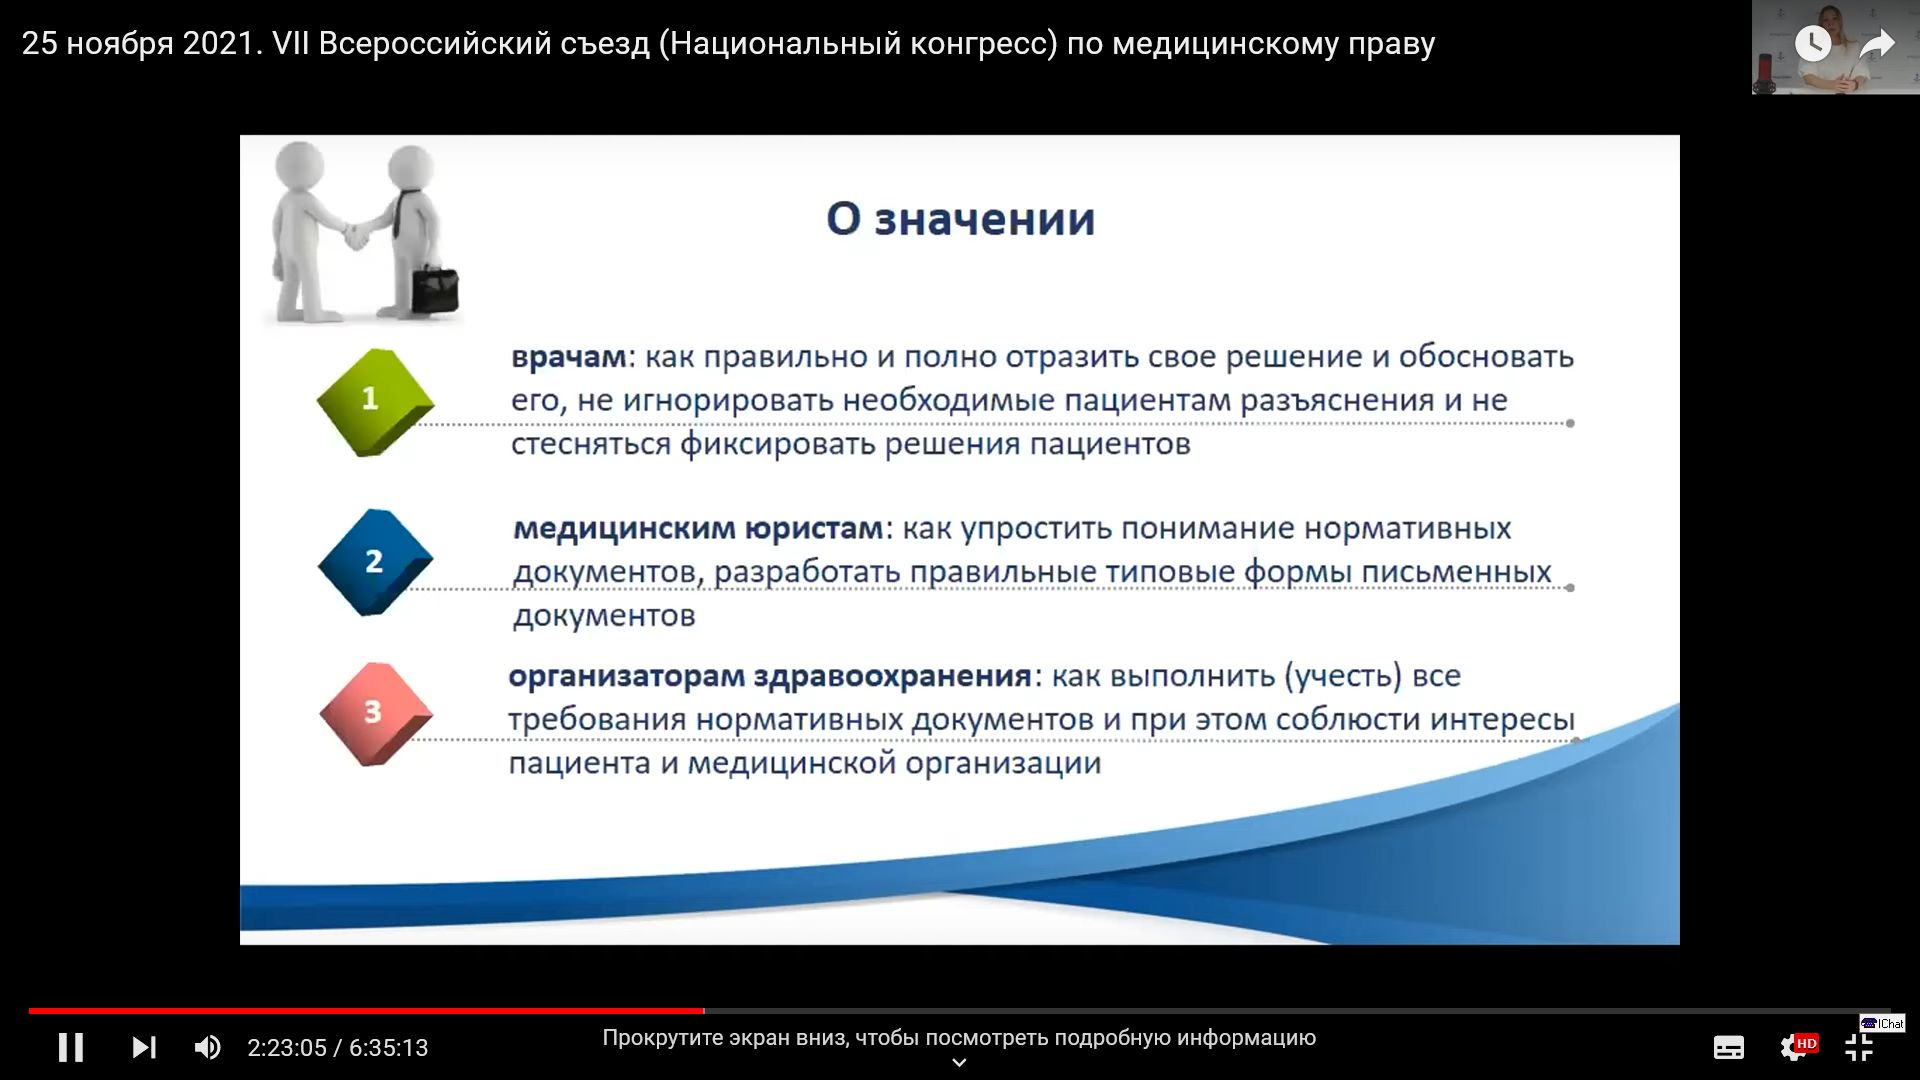 25 ноября 2021. VII Всероссийский съезд (Национальный конгресс) по медицинскому праву
О значении
1
врачам: как правильно и полно отразить свое решение и обосновать
его, не игнорировать необходимые пациентам разъяснения и не
стесняться фиксировать решения пациентов
2
медицинским юристам: как упростить понимание нормативных
документов, разработать правильные типовые формы письменных
документов
3
организаторам здравоохранения: как выполнить (учесть) все
требования нормативных документов и при этом соблюсти интересы
пациента и медицинской организации
IChat
2:23:05 / 6:35:13
Прокрутите экран вниз, чтобы посмотреть подробную информацию
HD